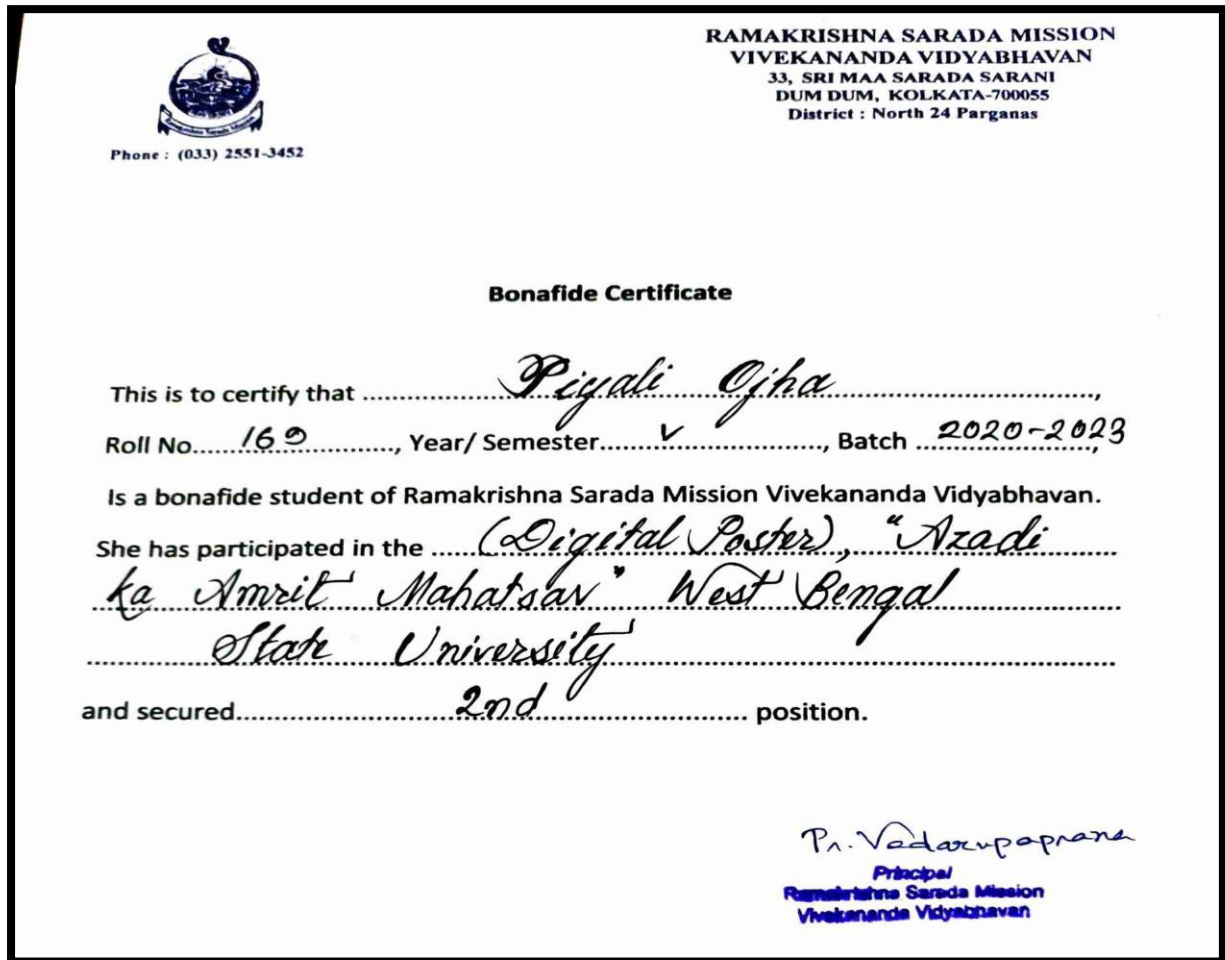 RAMAKRISHNA SARADA MISSION
VIVEKANANDA VIDYABHAVAN
33, SRI MAA SARADA SARANI
DUM DUM, KOLKATA-700055
District : North 24 Parganas
Ramakrishna Sarada Mission
Phone : (033) 2551-3452
Bonafide Certificate
This is to certify that ........ Piyali Ojha ........,
Roll No. 169 ........, Year/ Semester........ V ........, Batch 2020-2023,
Is a bonafide student of Ramakrishna Sarada Mission Vivekananda Vidyabhavan.
She has participated in the ...... (Digital Poster), "Azadi
ka Amrit Mahatsav" West Bengal
State University
and secured........ 2nd ........ position.
Pr. Vedarupaprana
Principal
Ramakrishna Sarada Mission
Vivekananda Vidyabhavan